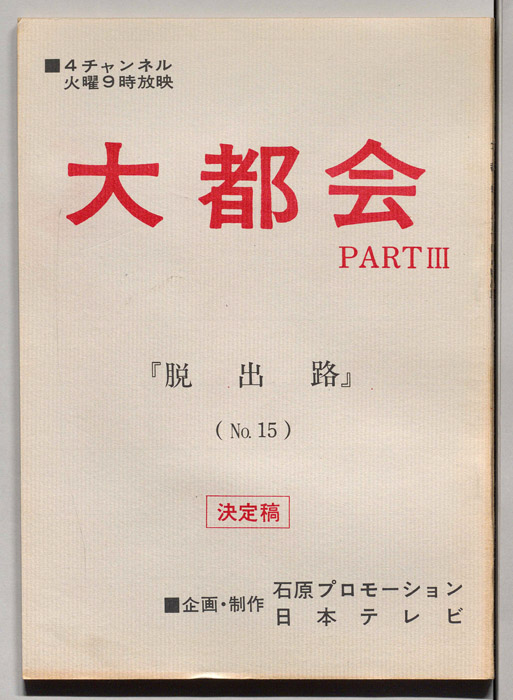 ■4チャンネル
火曜9時放映
大都会
PARTⅢ
『脱出路』
(No.15)
決定稿
■企画・制作 石原プロモーション
日本テレビ